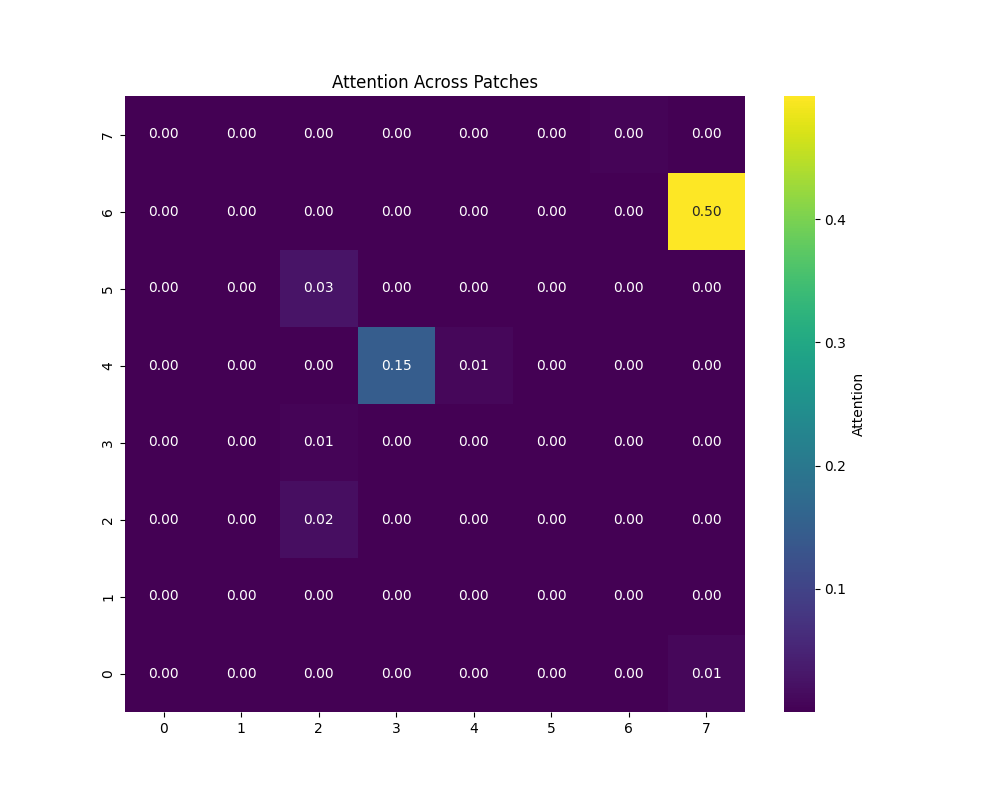 Attention Across Patches
7 0.00 0.00 0.00 0.00 0.00 0.00 0.00 0.00
6 0.00 0.00 0.00 0.00 0.00 0.00 0.00 0.50
5 0.00 0.00 0.03 0.00 0.00 0.00 0.00 0.00
4 0.00 0.00 0.00 0.15 0.01 0.00 0.00 0.00
3 0.00 0.00 0.01 0.00 0.00 0.00 0.00 0.00
2 0.00 0.00 0.02 0.00 0.00 0.00 0.00 0.00
1 0.00 0.00 0.00 0.00 0.00 0.00 0.00 0.00
0 0.00 0.00 0.00 0.00 0.00 0.00 0.00 0.01
0 1 2 3 4 5 6 7
0.4
0.3
0.2
0.1
Attention